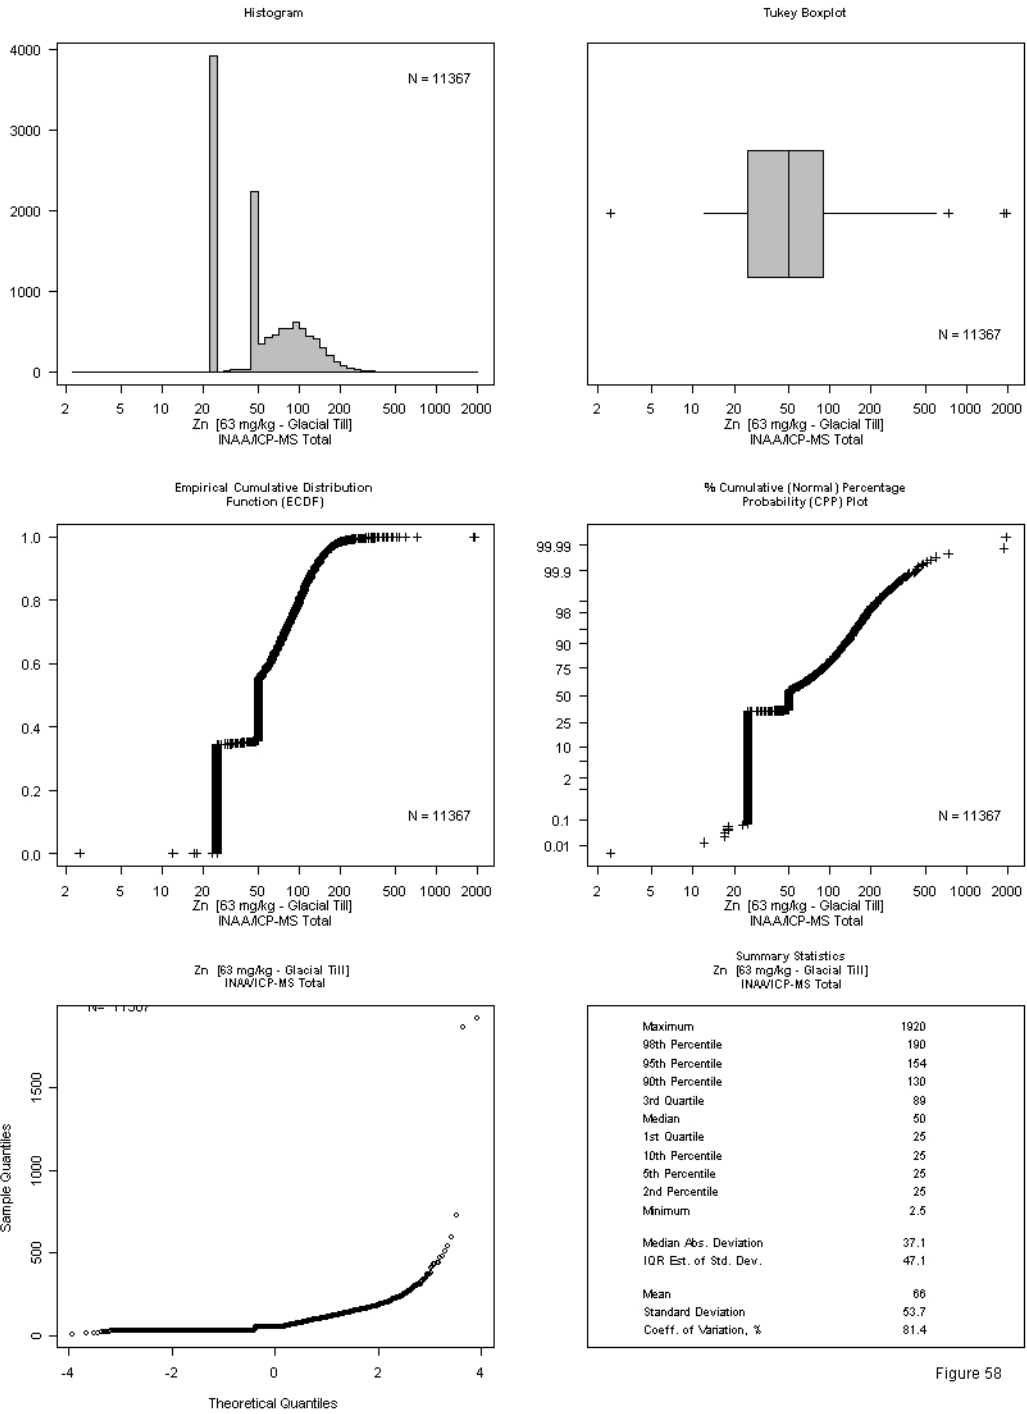 Histogram
4000
3000
2000
1000
0
N = 11367
2 5 10 20 50 100 200 500 1000 2000
Zn [63 mg/kg - Glacial Till]
INAA/ICP-MS Total
Tukey Boxplot
N = 11367
2 5 10 20 50 100 200 500 1000 2000
Zn [63 mg/kg - Glacial Till]
INAA/ICP-MS Total
Empirical Cumulative Distribution
Function (ECDF)
1.0
0.8
0.6
0.4
0.2
0.0
N = 11367
2 5 10 20 50 100 200 500 1000 2000
Zn [63 mg/kg - Glacial Till]
INAA/ICP-MS Total
% Cumulative (Normal) Percentage
Probability (CPP) Plot
99.99
99.9
98
90
75
50
25
10
2
0.1
0.01
N = 11367
2 5 10 20 50 100 200 500 1000 2000
Zn [63 mg/kg - Glacial Till]
INAA/ICP-MS Total
Zn [63 mg/kg - Glacial Till]
INAA/ICP-MS Total
N= 11367
Sample Quantiles
1500
1000
500
0
-4 -2 0 2 4
Theoretical Quantiles
Summary Statistics
Zn [63 mg/kg - Glacial Till]
INAA/ICP-MS Total
Maximum 1920
98th Percentile 190
95th Percentile 154
90th Percentile 130
3rd Quartile 89
Median 50
1st Quartile 25
10th Percentile 25
5th Percentile 25
2nd Percentile 25
Minimum 2.5
Median Abs. Deviation 37.1
IQR Est. of Std. Dev. 47.1
Mean 66
Standard Deviation 53.7
Coeff. of Variation, % 81.4
Figure 58